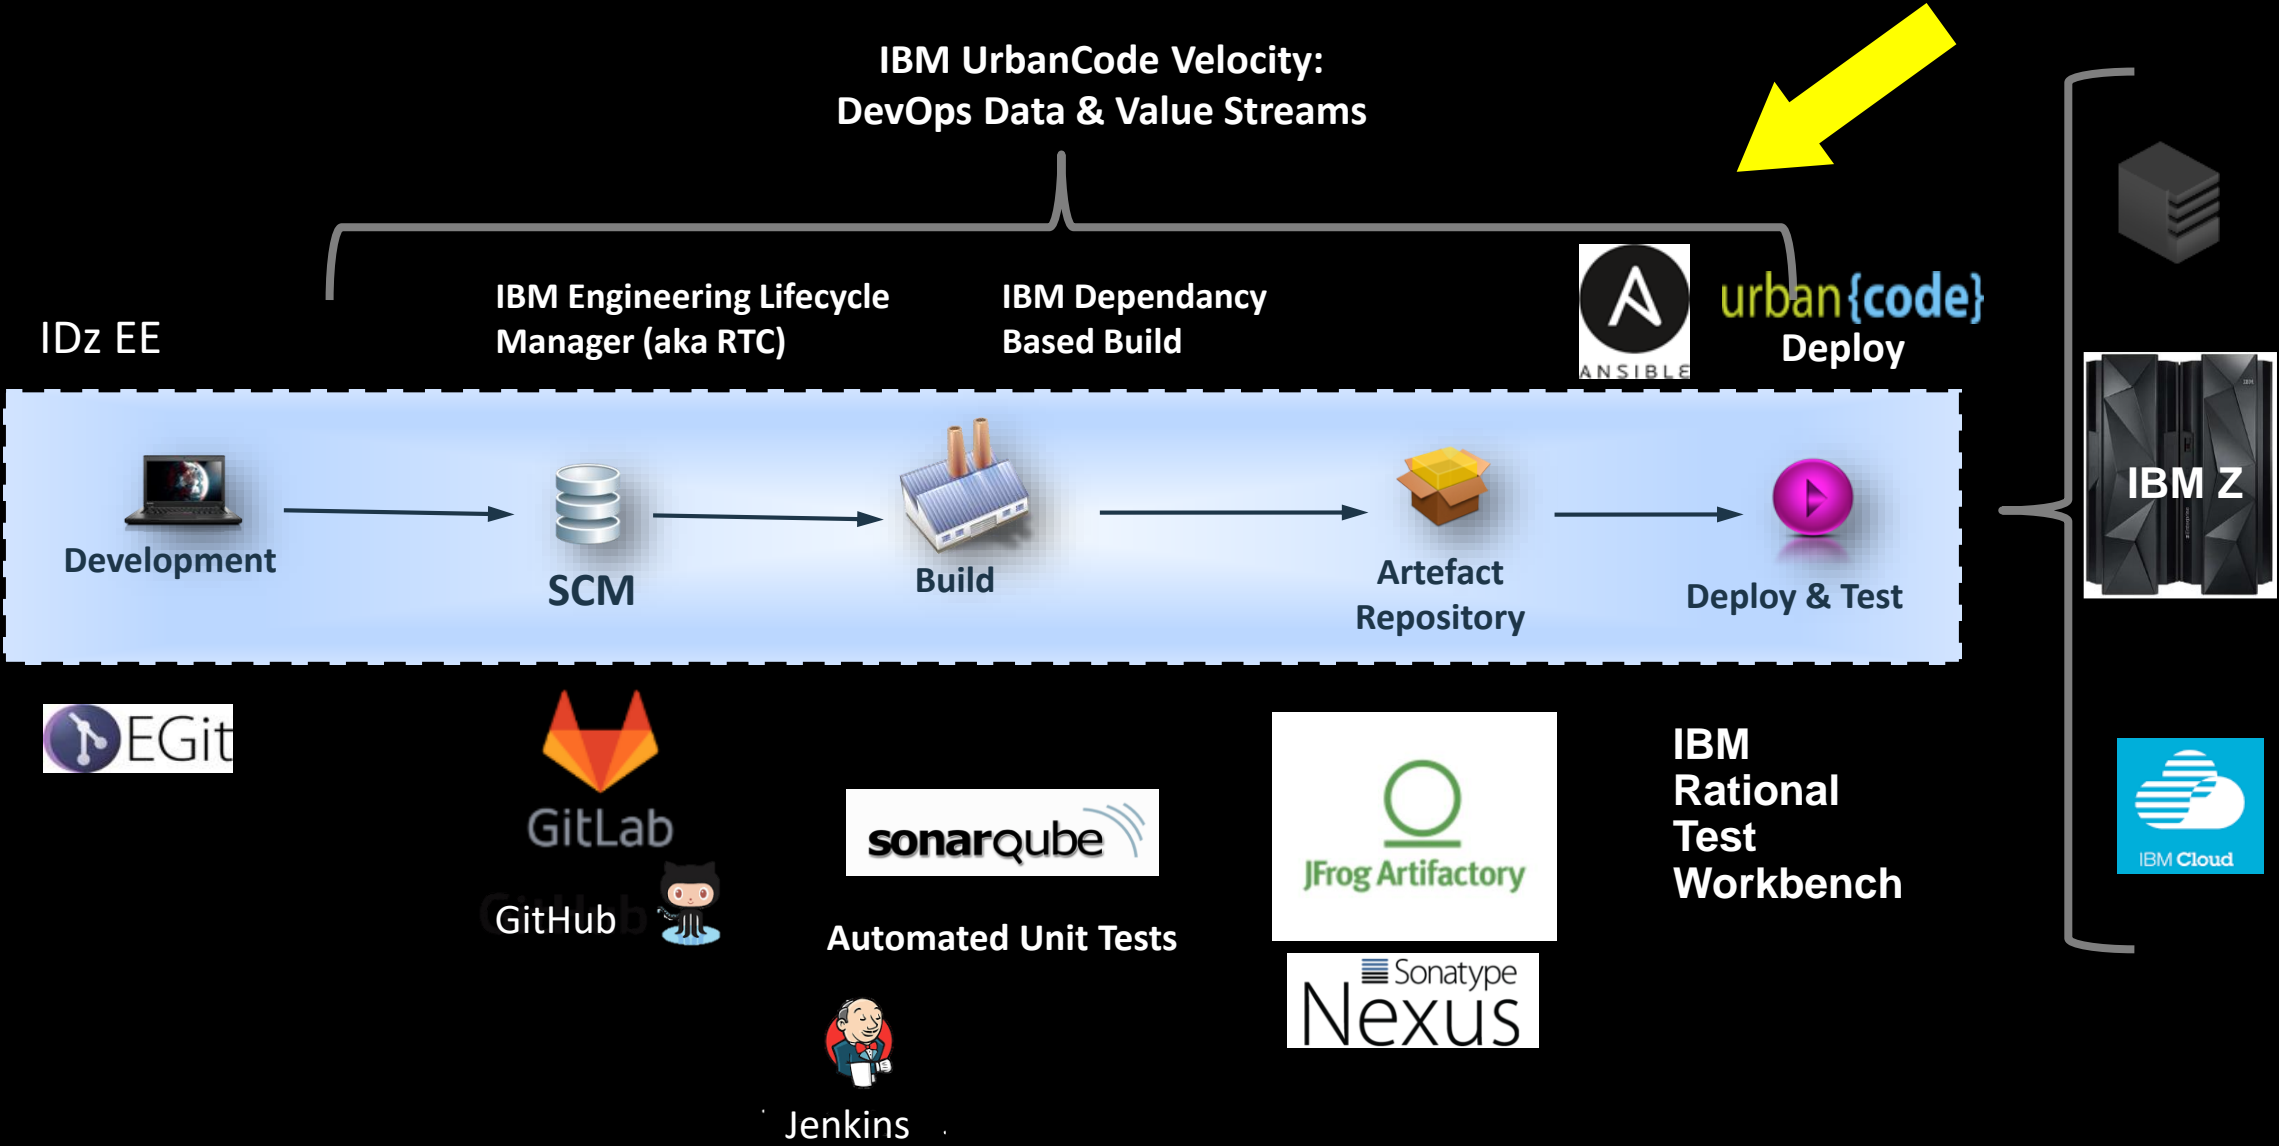 IBM UrbanCode Velocity:
DevOps Data & Value Streams
IBM Engineering Lifecycle
Manager (aka RTC)
IBM Dependancy
Based Build
ANSIBLE
urban{code}
Deploy
IDz EE
Development
SCM
Build
Artefact
Repository
Deploy & Test
IBM Z
EGit
GitLab
GitHub
sonarqube
Automated Unit Tests
Jenkins
JFrog Artifactory
Sonatype
Nexus
IBM
Rational
Test
Workbench
IBM Cloud